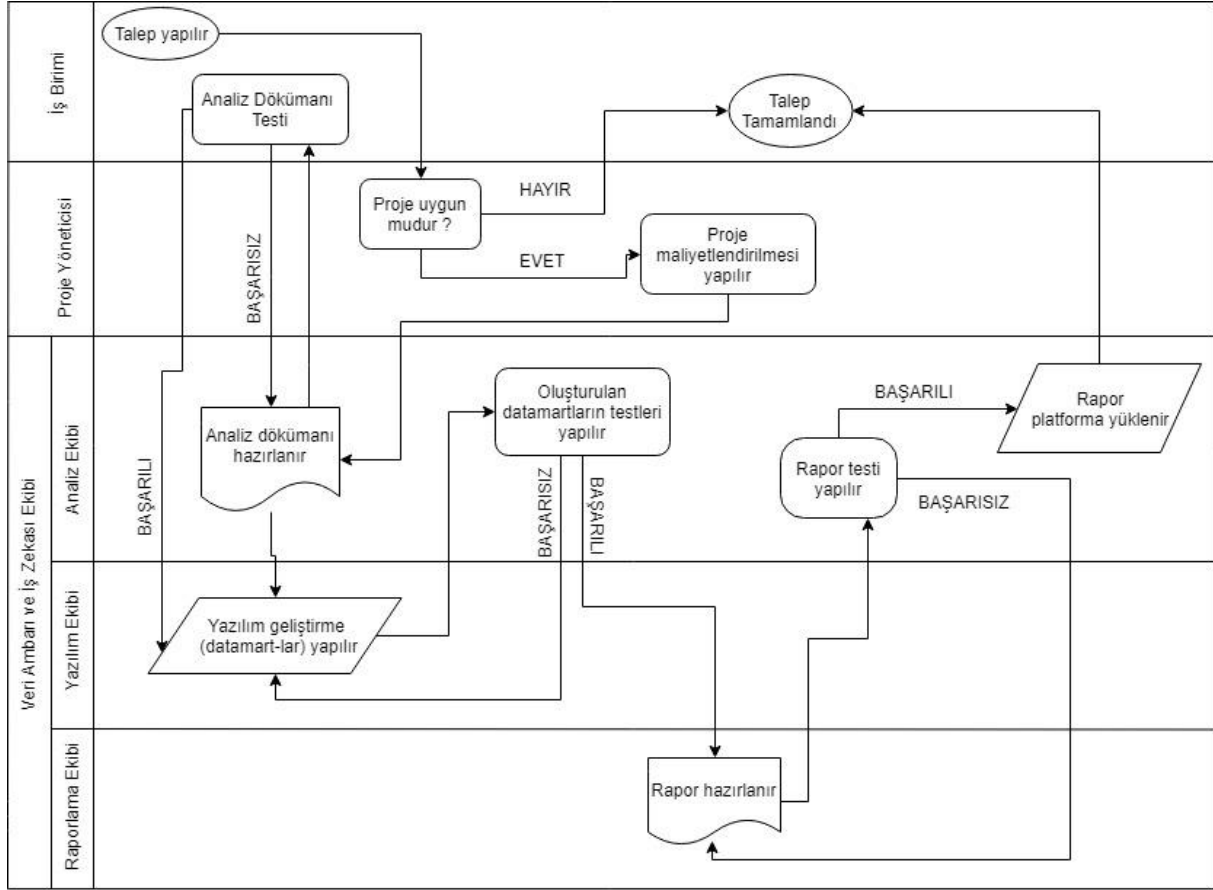 İş Birimi
Talep yapılır
Analiz Dökümanı
Testi
Talep
Tamamlandı
Proje Yöneticisi
Proje uygun
mudur ?
HAYIR
EVET
Proje
maliyetlendirilmesi
yapılır
BAŞARISIZ
Veri Ambarı ve İş Zekası Ekibi
Analiz Ekibi
BAŞARILI
Analiz dökümanı
hazırlanır
Oluşturulan
datamartların testleri
yapılır
BAŞARISIZ
BAŞARILI
BAŞARILI
Rapor
platforma yüklenir
Rapor testi
yapılır
BAŞARISIZ
Yazılım Ekibi
Yazılım geliştirme
(datamart-lar) yapılır
Raporlama Ekibi
Rapor hazırlanır